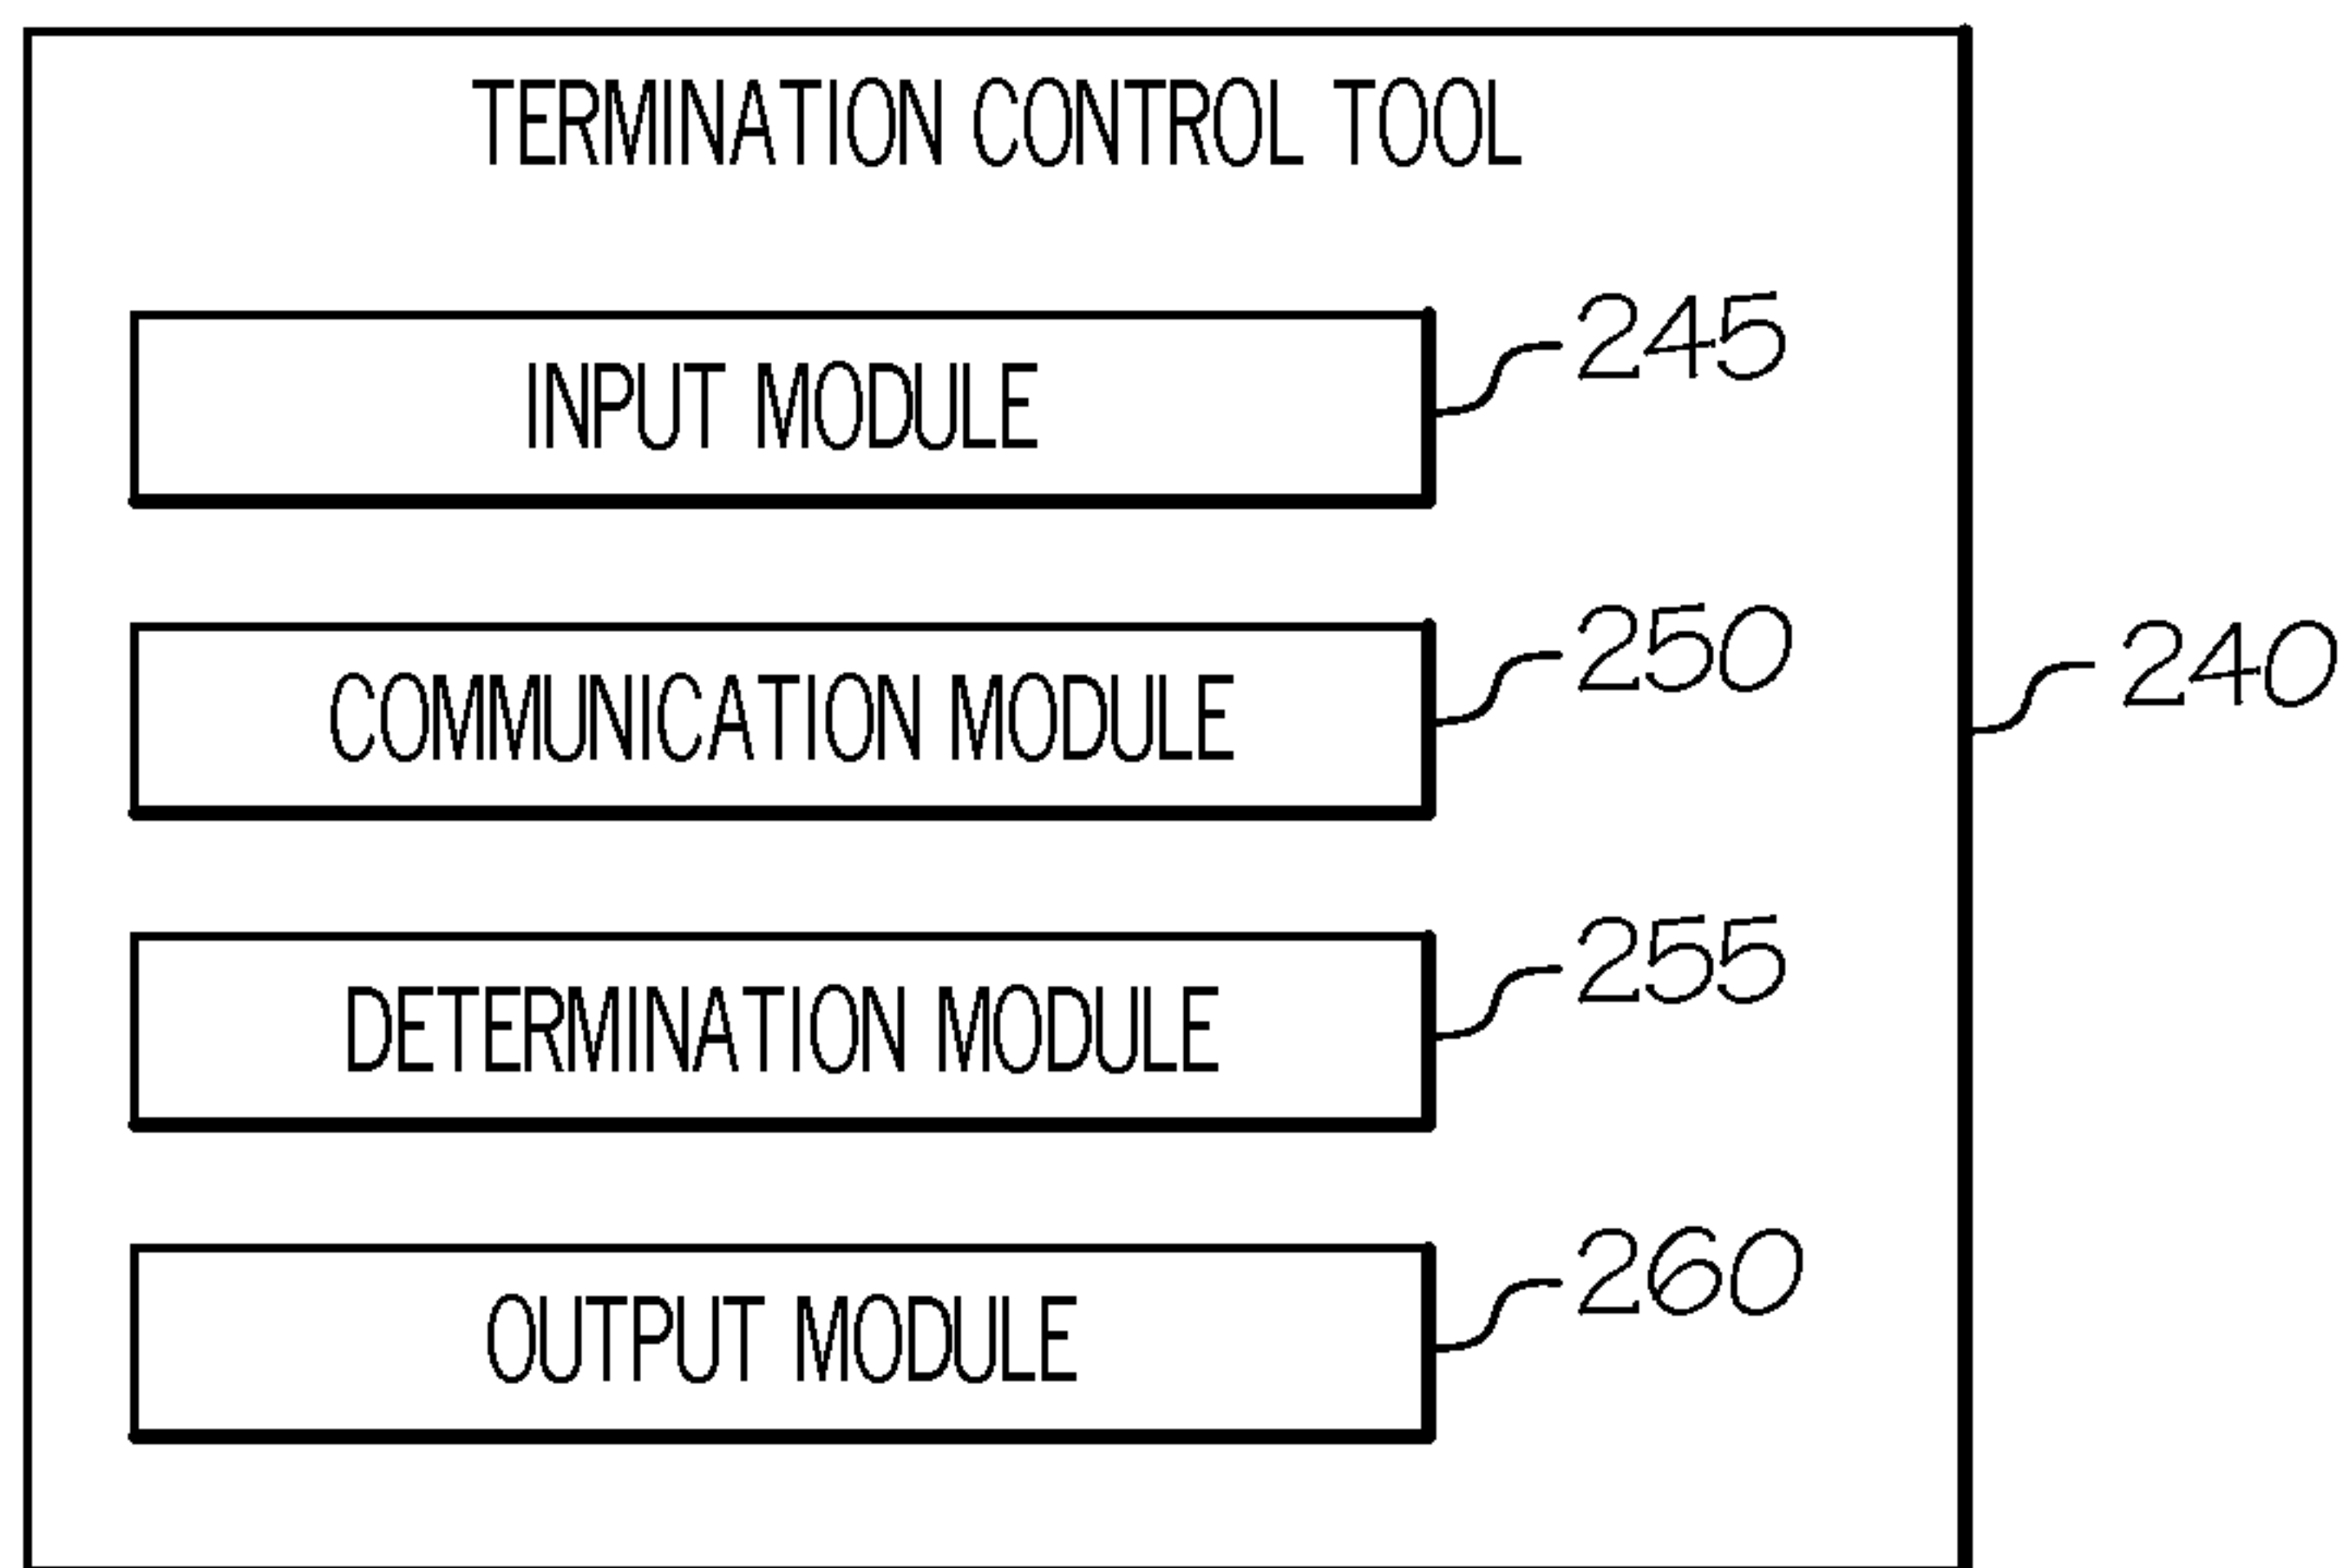 TERMINATION CONTROL TOOL
INPUT MODULE
245
COMMUNICATION MODULE
250
240
DETERMINATION MODULE
255
OUTPUT MODULE
260